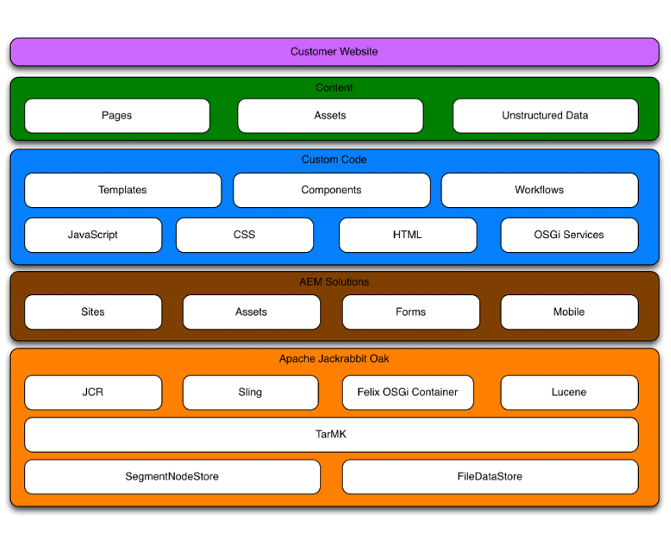 Customer Website
Content
Pages
Assets
Unstructured Data
Custom Code
Templates
Components
Workflows
JavaScript
CSS
HTML
OSGi Services
AEM Solutions
Sites
Assets
Forms
Mobile
Apache Jackrabbit Oak
JCR
Sling
Felix OSGi Container
Lucene
TarMK
SegmentNodeStore
FileDataStore